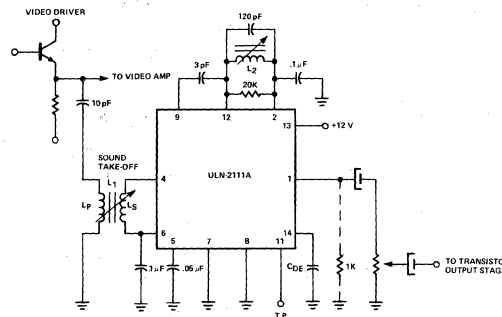 VIDEO DRIVER
120 pF
L2
3 pF
.1 μF
20K
TO VIDEO AMP
10 pF
9
12
2
13
+12 V
SOUND
TAKE-OFF
L1
LP
LS
4
ULN-2111A
1
6
14
5
7
8
11
.1 μF
.05 μF
CDE
1K
TO TRANSISTO
OUTPUT STAGE
T.P.